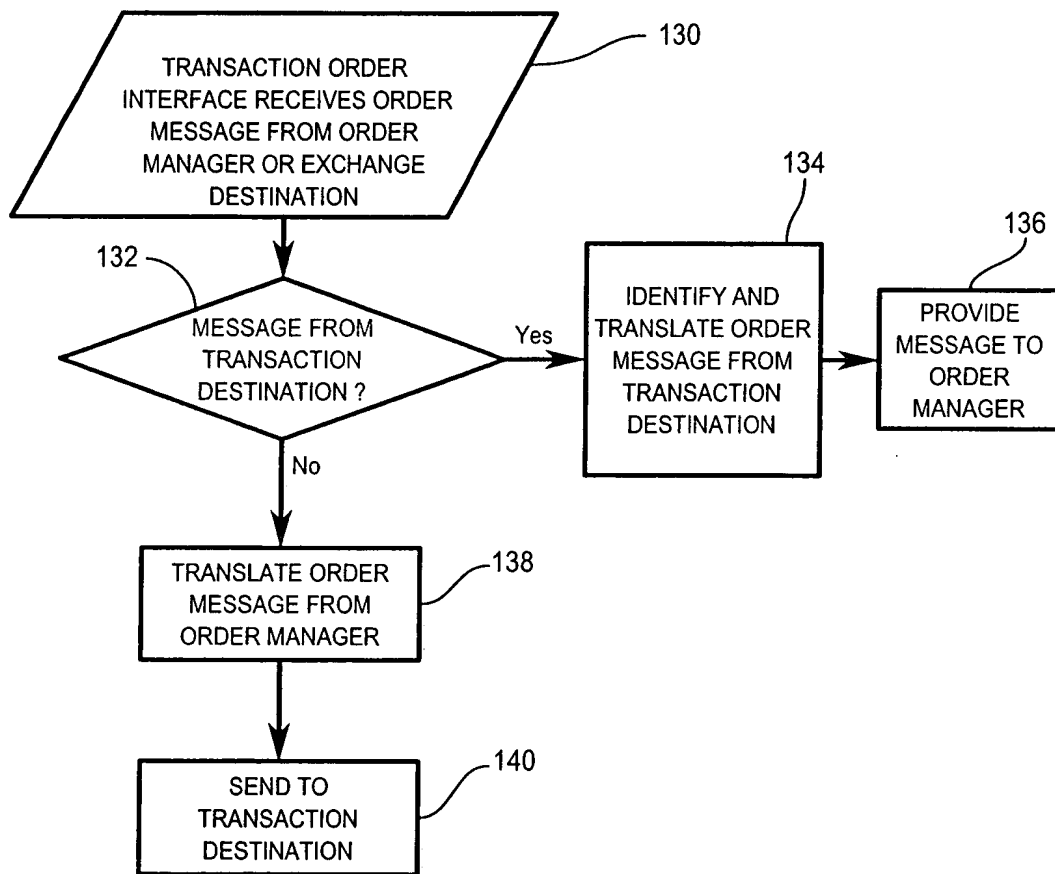 130
TRANSACTION ORDER
INTERFACE RECEIVES ORDER
MESSAGE FROM ORDER
MANAGER OR EXCHANGE
DESTINATION
132
MESSAGE FROM
TRANSACTION
DESTINATION ?
Yes
134
IDENTIFY AND
TRANSLATE ORDER
MESSAGE FROM
TRANSACTION
DESTINATION
136
PROVIDE
MESSAGE TO
ORDER
MANAGER
No
138
TRANSLATE ORDER
MESSAGE FROM
ORDER MANAGER
140
SEND TO
TRANSACTION
DESTINATION